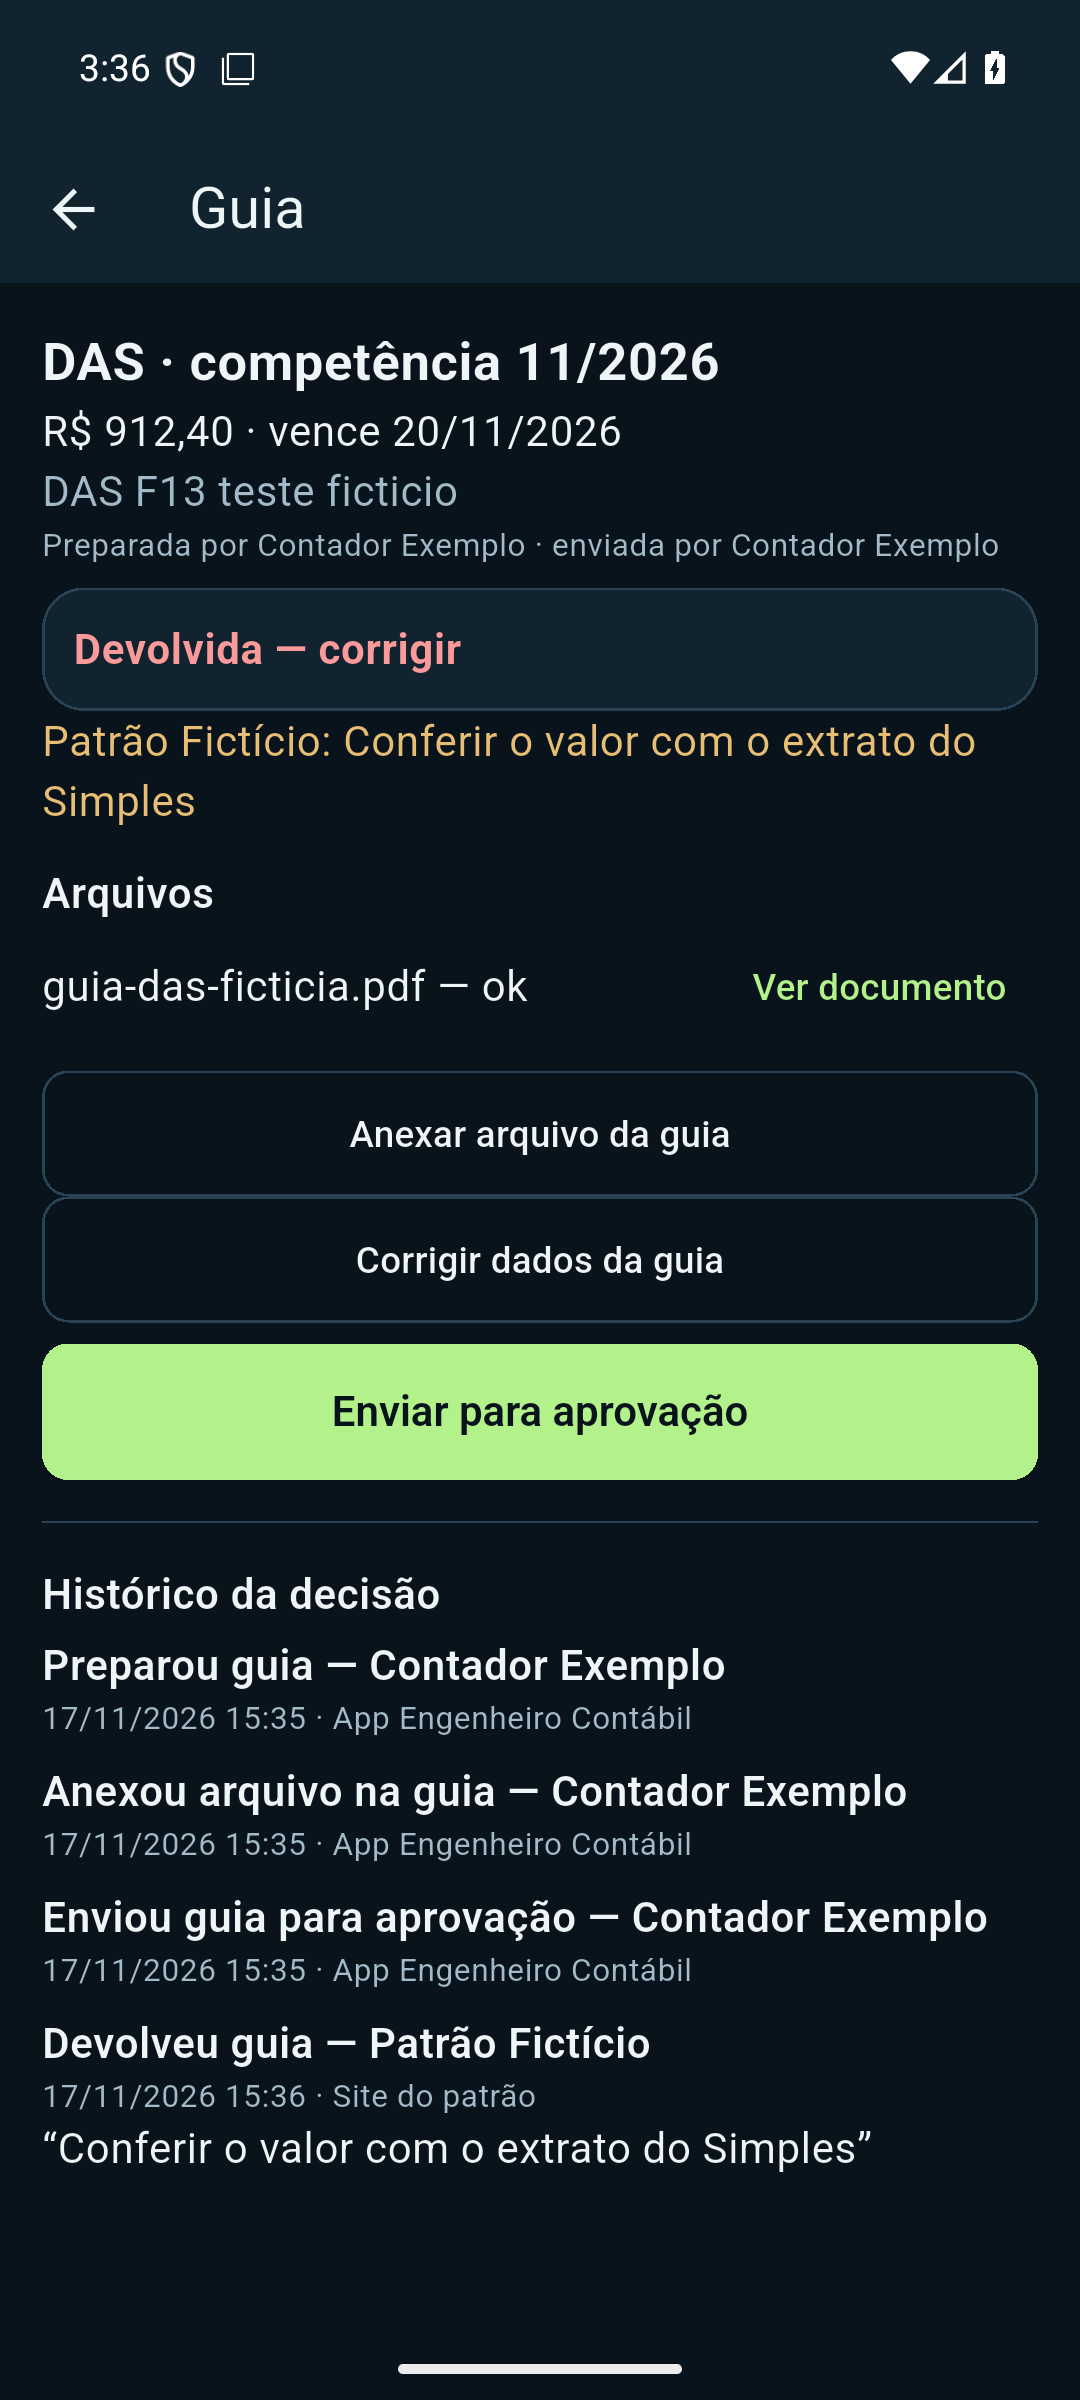 3:36
Guia
DAS · competência 11/2026
R$ 912,40 · vence 20/11/2026
DAS F13 teste ficticio
Preparada por Contador Exemplo · enviada por Contador Exemplo
Devolvida — corrigir
Patrão Fictício: Conferir o valor com o extrato do
Simples
Arquivos
guia-das-ficticia.pdf — ok
Ver documento
Anexar arquivo da guia
Corrigir dados da guia
Enviar para aprovação
Histórico da decisão
Preparou guia — Contador Exemplo
17/11/2026 15:35 · App Engenheiro Contábil
Anexou arquivo na guia — Contador Exemplo
17/11/2026 15:35 · App Engenheiro Contábil
Enviou guia para aprovação — Contador Exemplo
17/11/2026 15:35 · App Engenheiro Contábil
Devolveu guia — Patrão Fictício
17/11/2026 15:36 · Site do patrão
“Conferir o valor com o extrato do Simples”